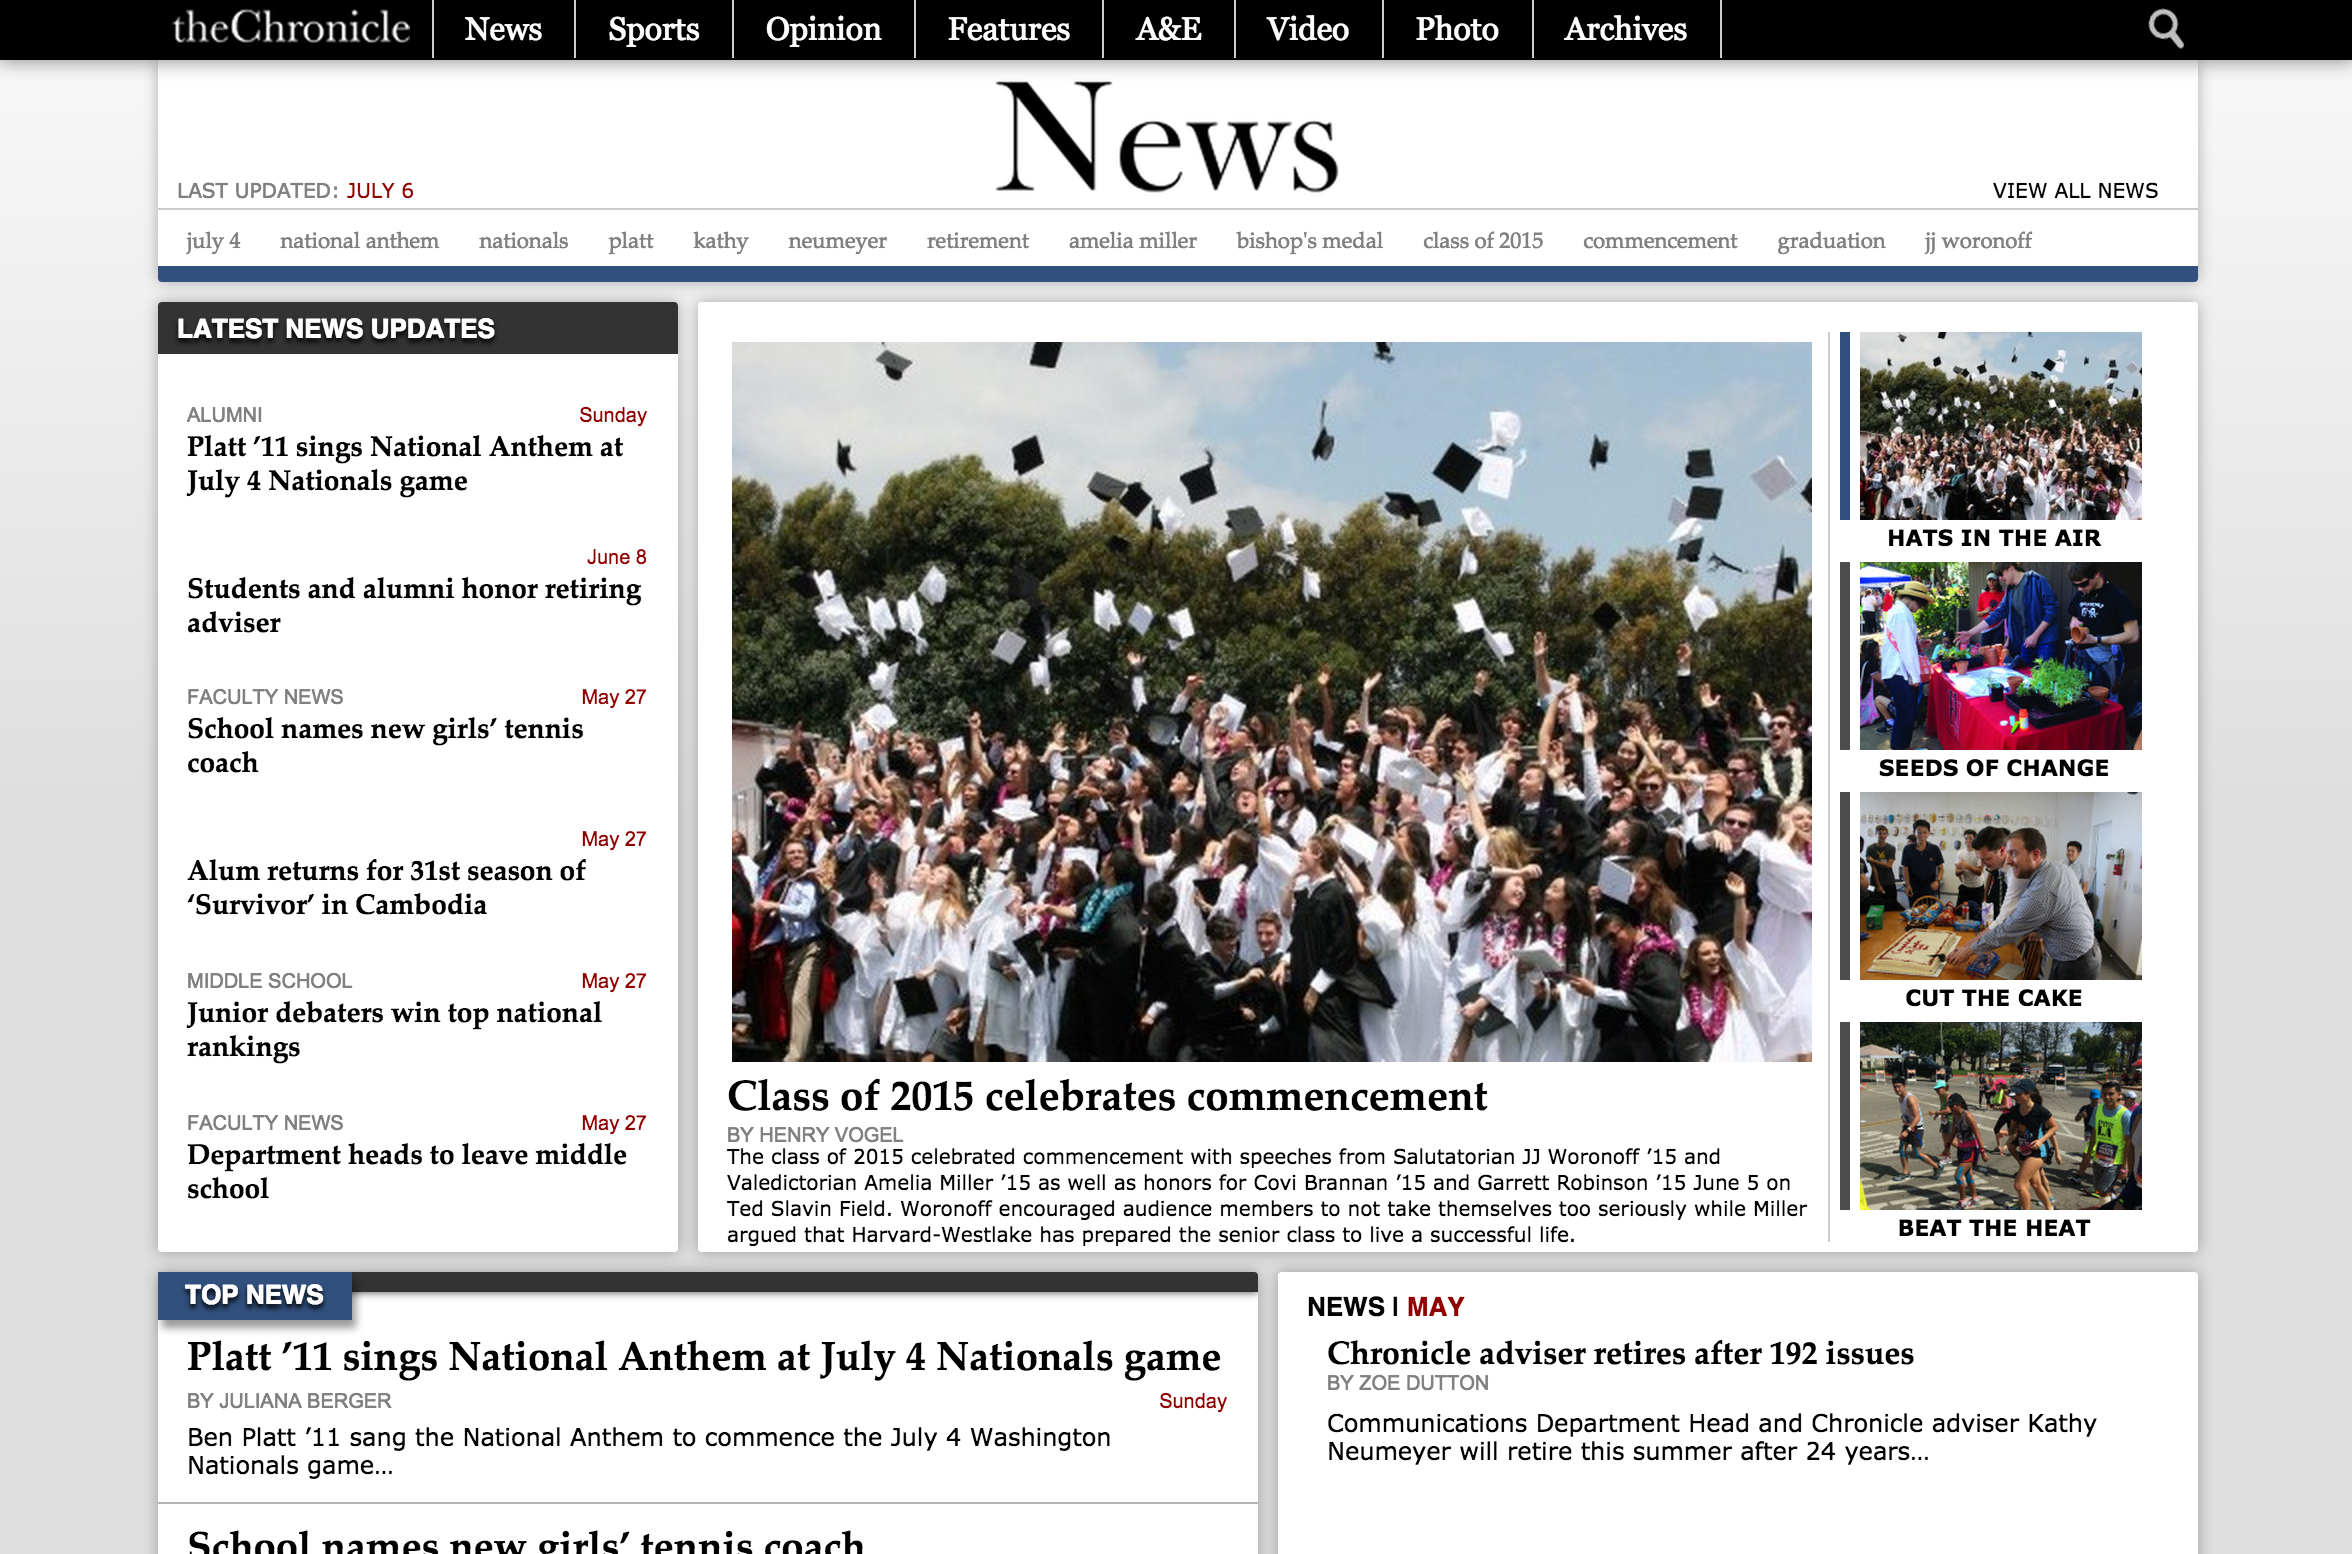 theChronicle
News
Sports
Opinion
Features
A&E
Video
Photo
Archives
News
LAST UPDATED: JULY 6
VIEW ALL NEWS
july 4
national anthem
nationals
platt
kathy
neumeyer
retirement
amelia miller
bishop's medal
class of 2015
commencement
graduation
jj woronoff
LATEST NEWS UPDATES
ALUMNI
Sunday
Platt ’11 sings National Anthem at
July 4 Nationals game
June 8
Students and alumni honor retiring
adviser
FACULTY NEWS
May 27
School names new girls’ tennis
coach
May 27
Alum returns for 31st season of
‘Survivor’ in Cambodia
MIDDLE SCHOOL
May 27
Junior debaters win top national
rankings
FACULTY NEWS
May 27
Department heads to leave middle
school
Class of 2015 celebrates commencement
BY HENRY VOGEL
The class of 2015 celebrated commencement with speeches from Salutatorian JJ Woronoff ’15 and
Valedictorian Amelia Miller ’15 as well as honors for Covi Brannan ’15 and Garrett Robinson ’15 June 5 on
Ted Slavin Field. Woronoff encouraged audience members to not take themselves too seriously while Miller
argued that Harvard-Westlake has prepared the senior class to live a successful life.
HATS IN THE AIR
SEEDS OF CHANGE
CUT THE CAKE
BEAT THE HEAT
TOP NEWS
Platt ’11 sings National Anthem at July 4 Nationals game
BY JULIANA BERGER
Sunday
Ben Platt ’11 sang the National Anthem to commence the July 4 Washington
Nationals game...
School names new girls’ tennis coach
NEWS | MAY
Chronicle adviser retires after 192 issues
BY ZOE DUTTON
Communications Department Head and Chronicle adviser Kathy
Neumeyer will retire this summer after 24 years...